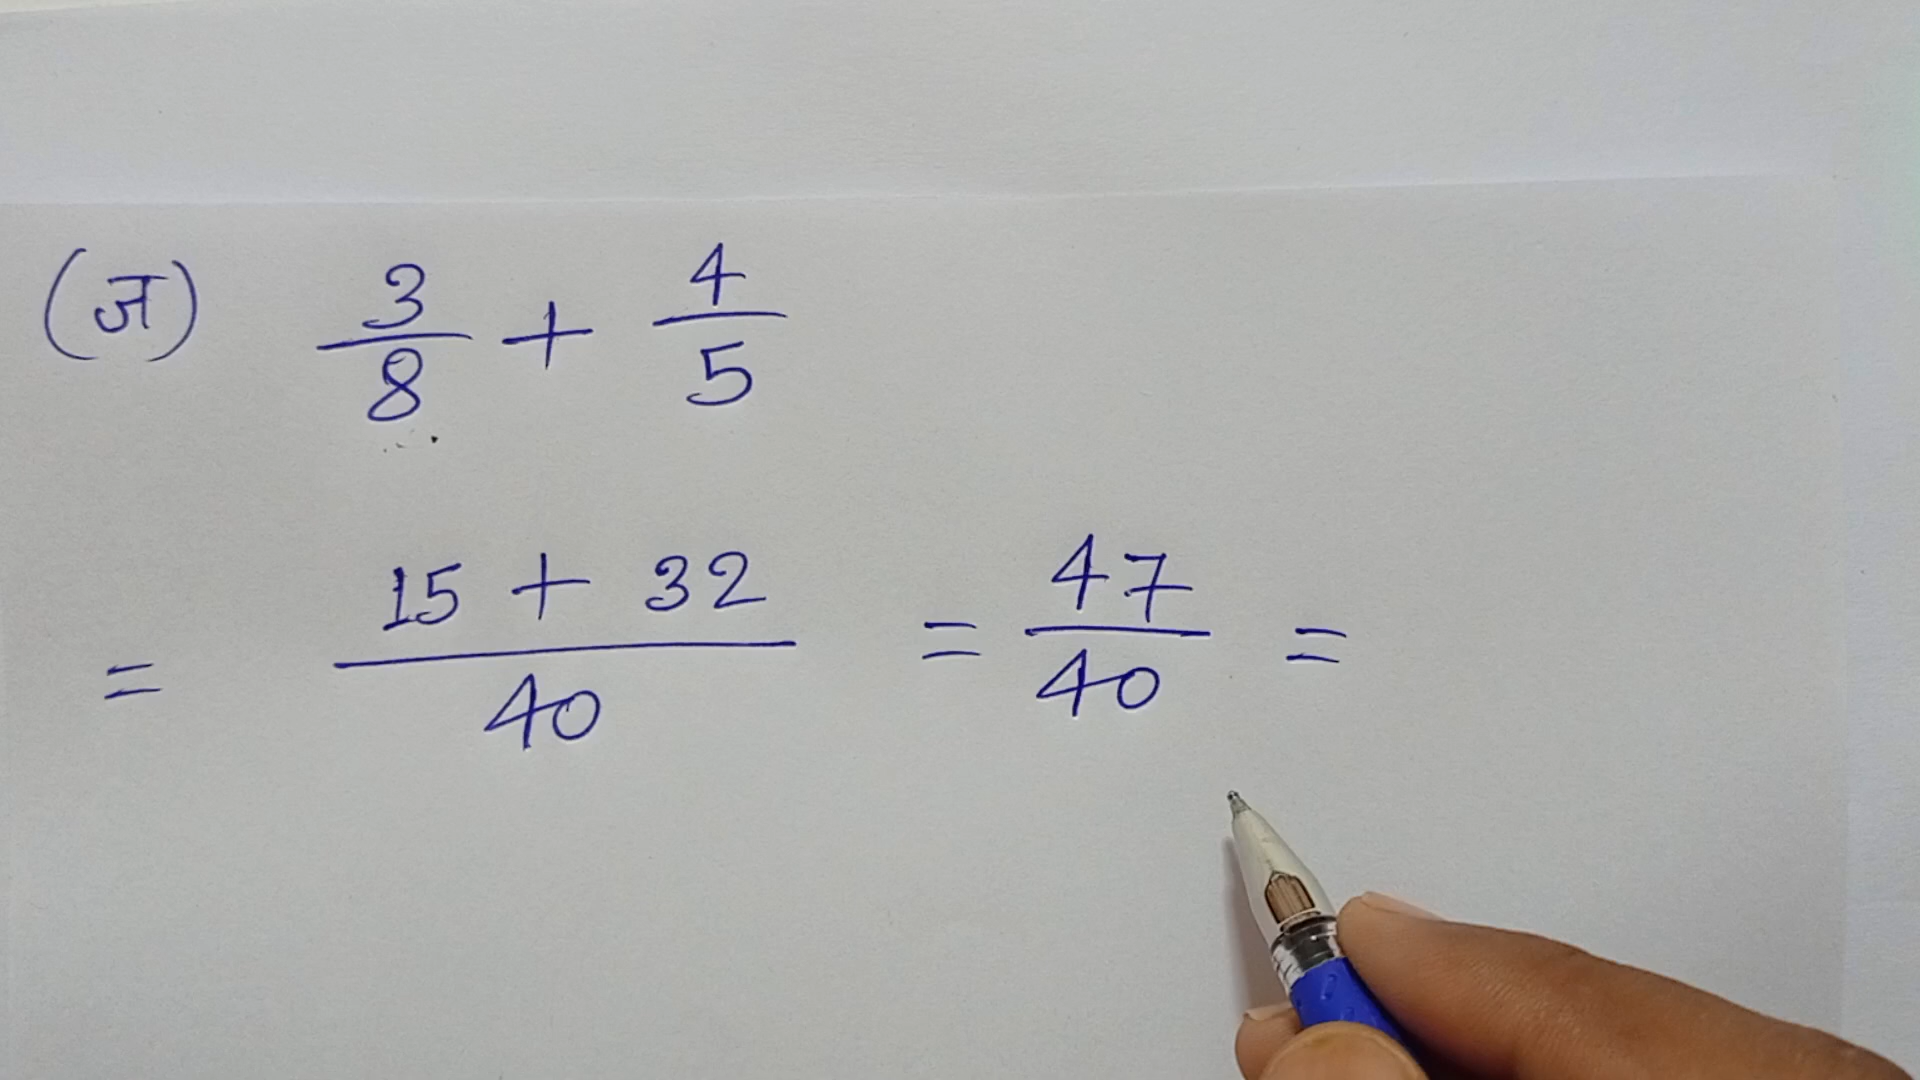 (ज) 3/8 + 4/5
= 15 + 32/40 = 47/40 =